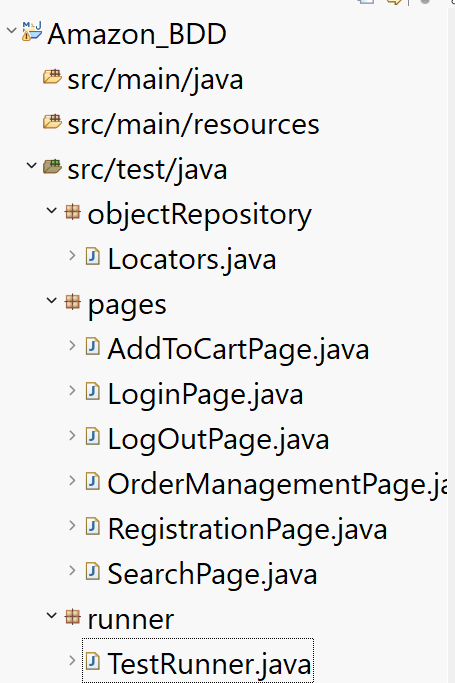 Amazon_BDD
src/main/java
src/main/resources
src/test/java
objectRepository
Locators.java
pages
AddToCartPage.java
LoginPage.java
LogOutPage.java
OrderManagementPage.ja
RegistrationPage.java
SearchPage.java
runner
TestRunner.java